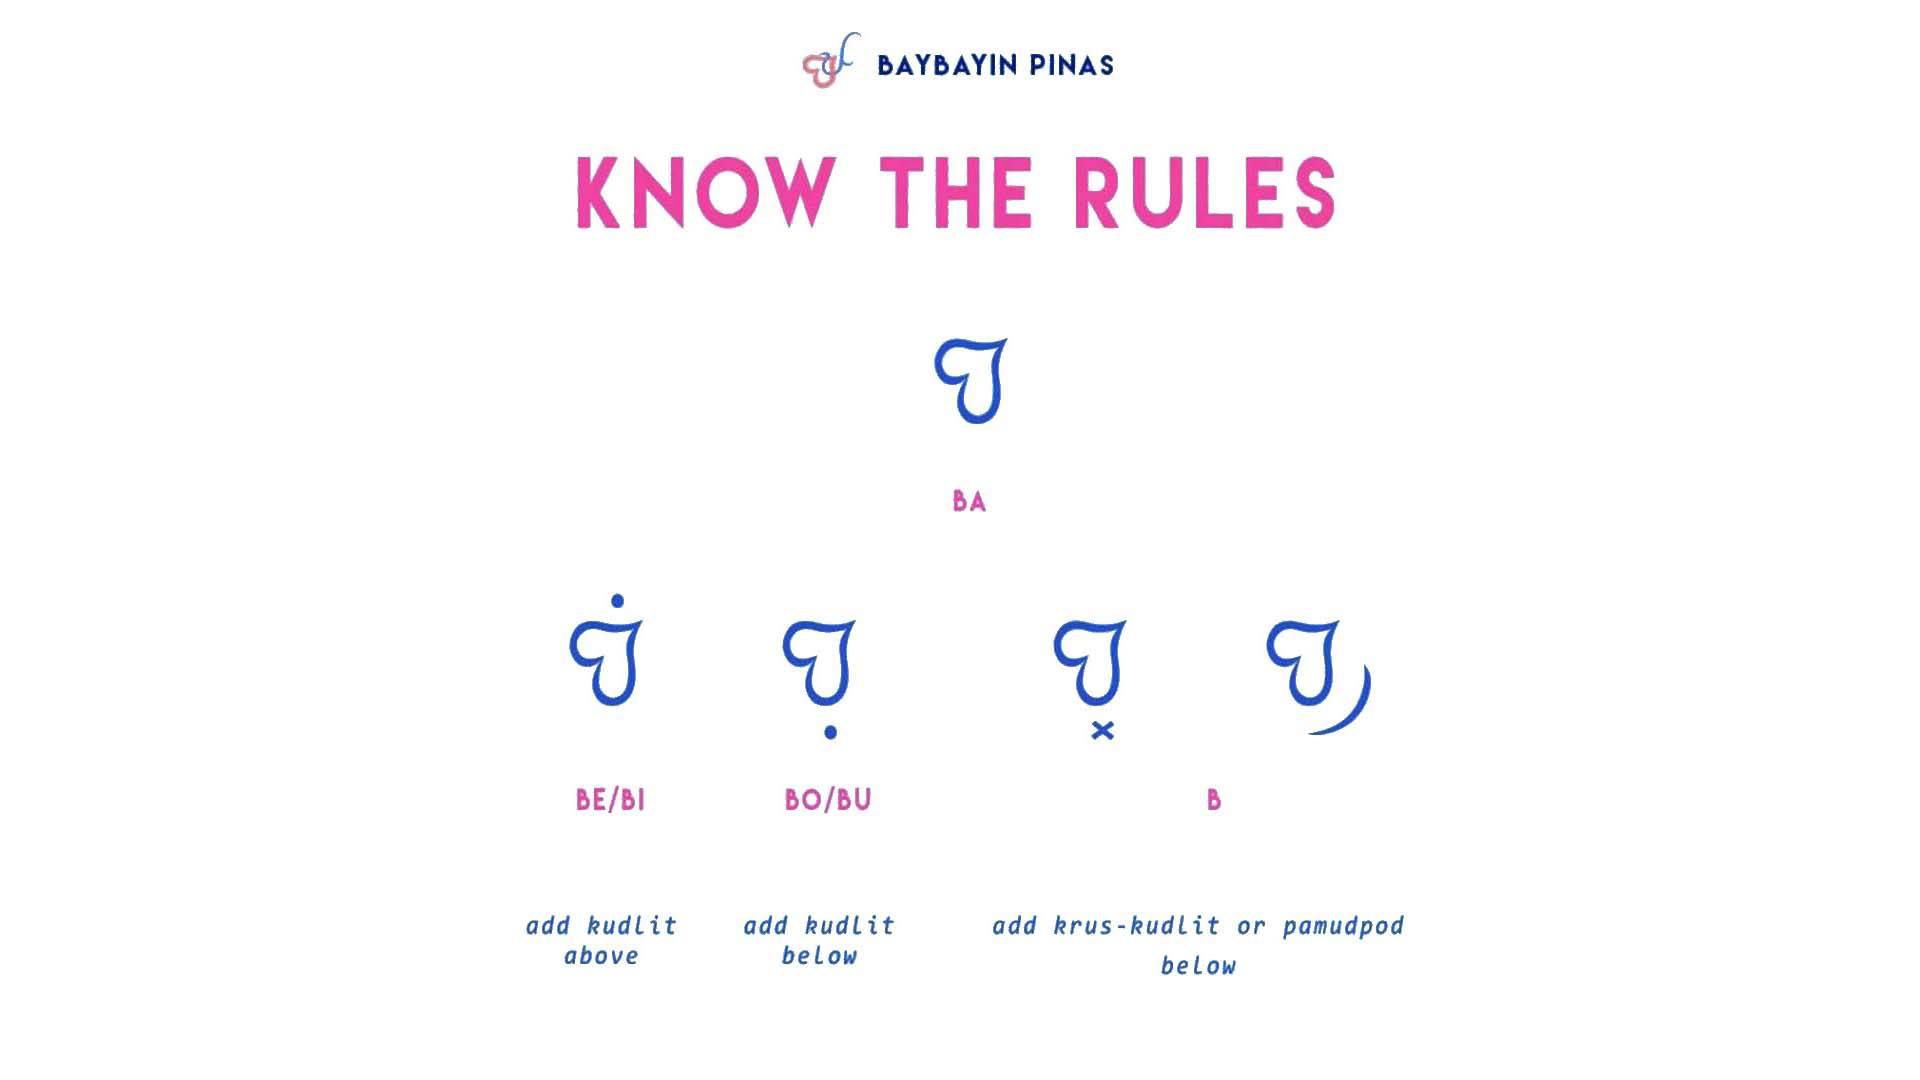 BAYBAYIN PINAS
KNOW THE RULES
ᜊ
BA
ᜊᜒ ᜊᜓ ᜊ᜔ ᜊ᜕
BE/BI BO/BU B
add kudlit above
add kudlit below
add krus-kudlit or pamudpod
below